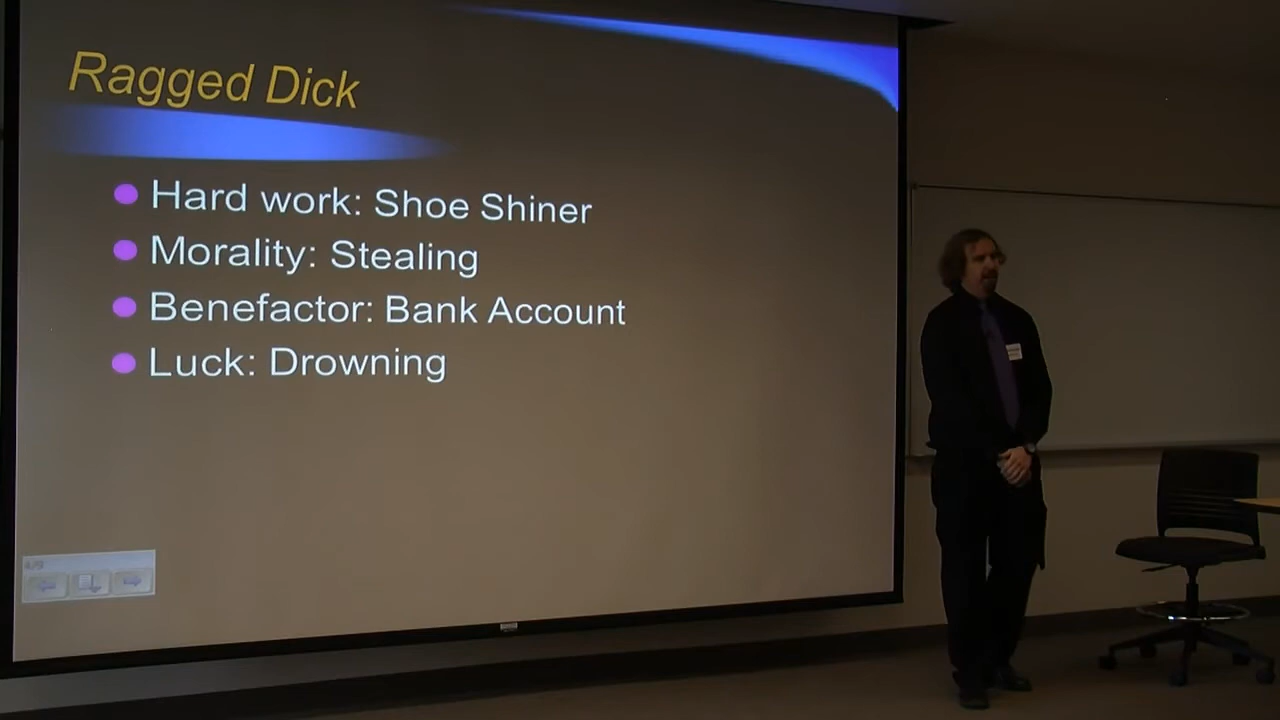 Ragged Dick
Hard work: Shoe Shiner
Morality: Stealing
Benefactor: Bank Account
Luck: Drowning